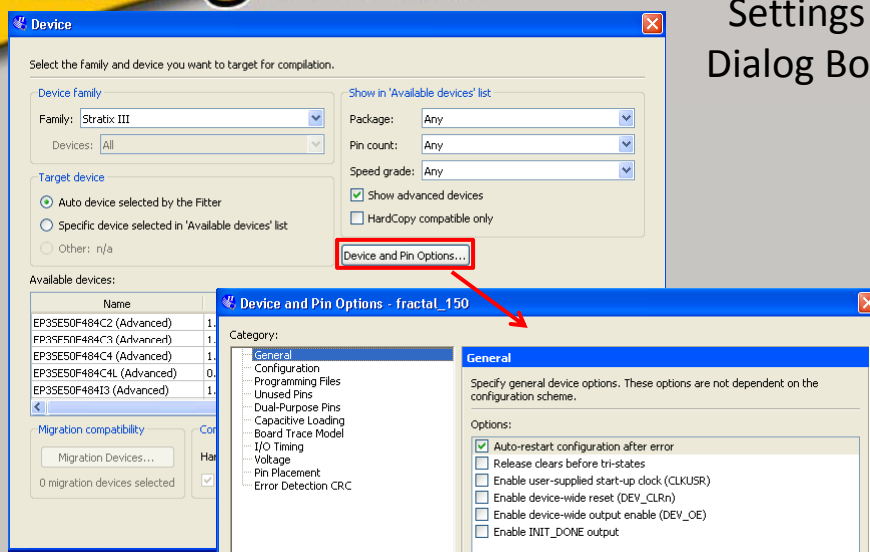 Settings
Dialog Bo
Device
Select the family and device you want to target for compilation.
Device family
Family: Stratix III
Devices: All
Show in 'Available devices' list
Package: Any
Pin count: Any
Speed grade: Any
Show advanced devices
HardCopy compatible only
Target device
Auto device selected by the Fitter
Specific device selected in 'Available devices' list
Other: n/a
Device and Pin Options...
Available devices:
Name
EP3SE50F484C2 (Advanced) 1.
EP3SE50F484C3 (Advanced) 1.
EP3SE50F484C4 (Advanced) 1.
EP3SE50F484C4L (Advanced) 0.
EP3SE50F484I3 (Advanced) 1.
Migration compatibility
Migration Devices...
0 migration devices selected
Device and Pin Options - fractal_150
Category:
General
Configuration
Programming Files
Unused Pins
Dual-Purpose Pins
Capacitive Loading
Board Trace Model
I/O Timing
Voltage
Pin Placement
Error Detection CRC
General
Specify general device options. These options are not dependent on the
configuration scheme.
Options:
Auto-restart configuration after error
Release clears before tri-states
Enable user-supplied start-up clock (CLKUSR)
Enable device-wide reset (DEV_CLRn)
Enable device-wide output enable (DEV_OE)
Enable INIT_DONE output